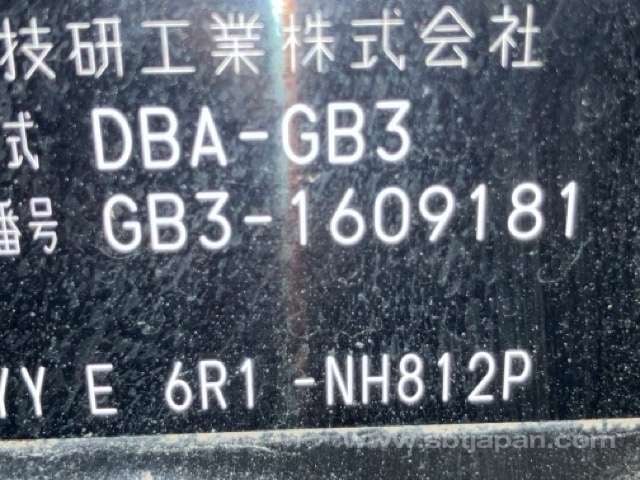 技研工業株式会社
式 DBA-GB3
番号 GB3-1609181
YY E 6R1 -NH812P
www.sbtjapan.com